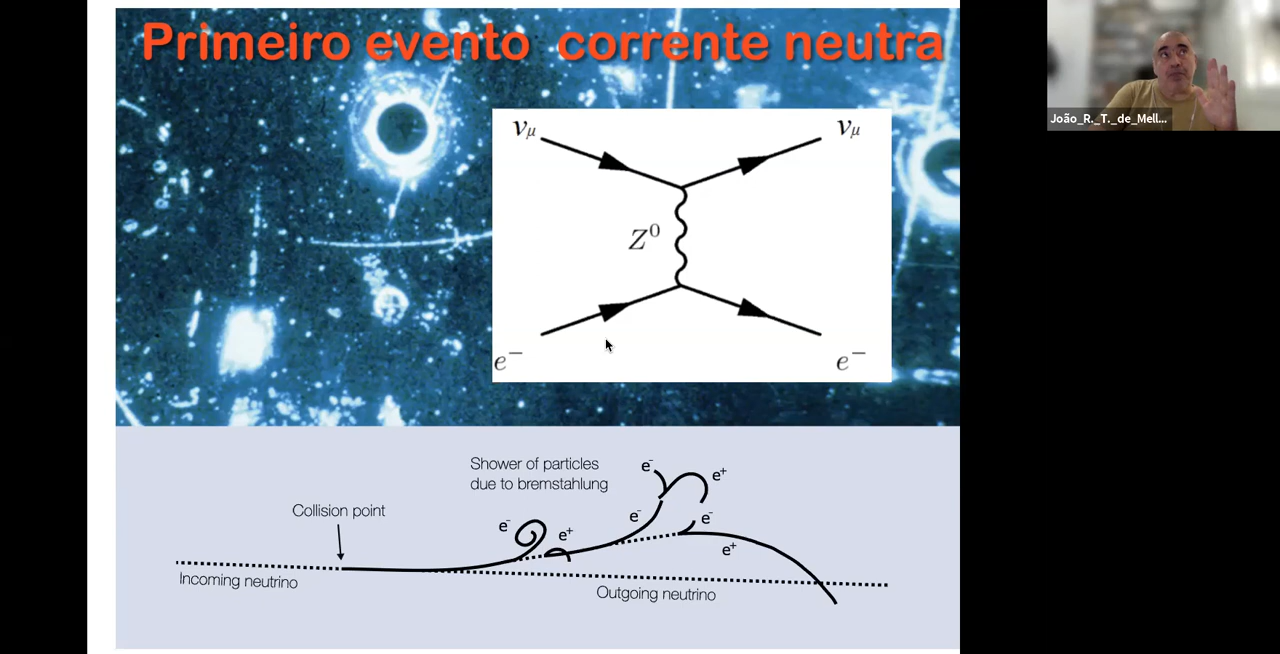 Primeiro evento corrente neutra
João_R._T._de_Mell...
νμ
νμ
Z⁰
e⁻
e⁻
Shower of particles
due to bremstahlung
e⁻
e⁺
Collision point
e⁻
e⁻
e⁻
e⁺
e⁺
Incoming neutrino
Outgoing neutrino